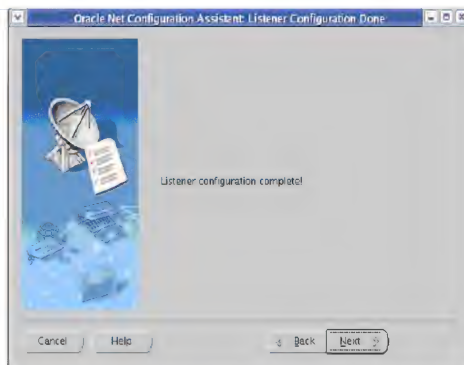 Oracle Net Configuration Assistant: Listener Configuration Done
Listener configuration complete!
Cancel
Help
Back
Next